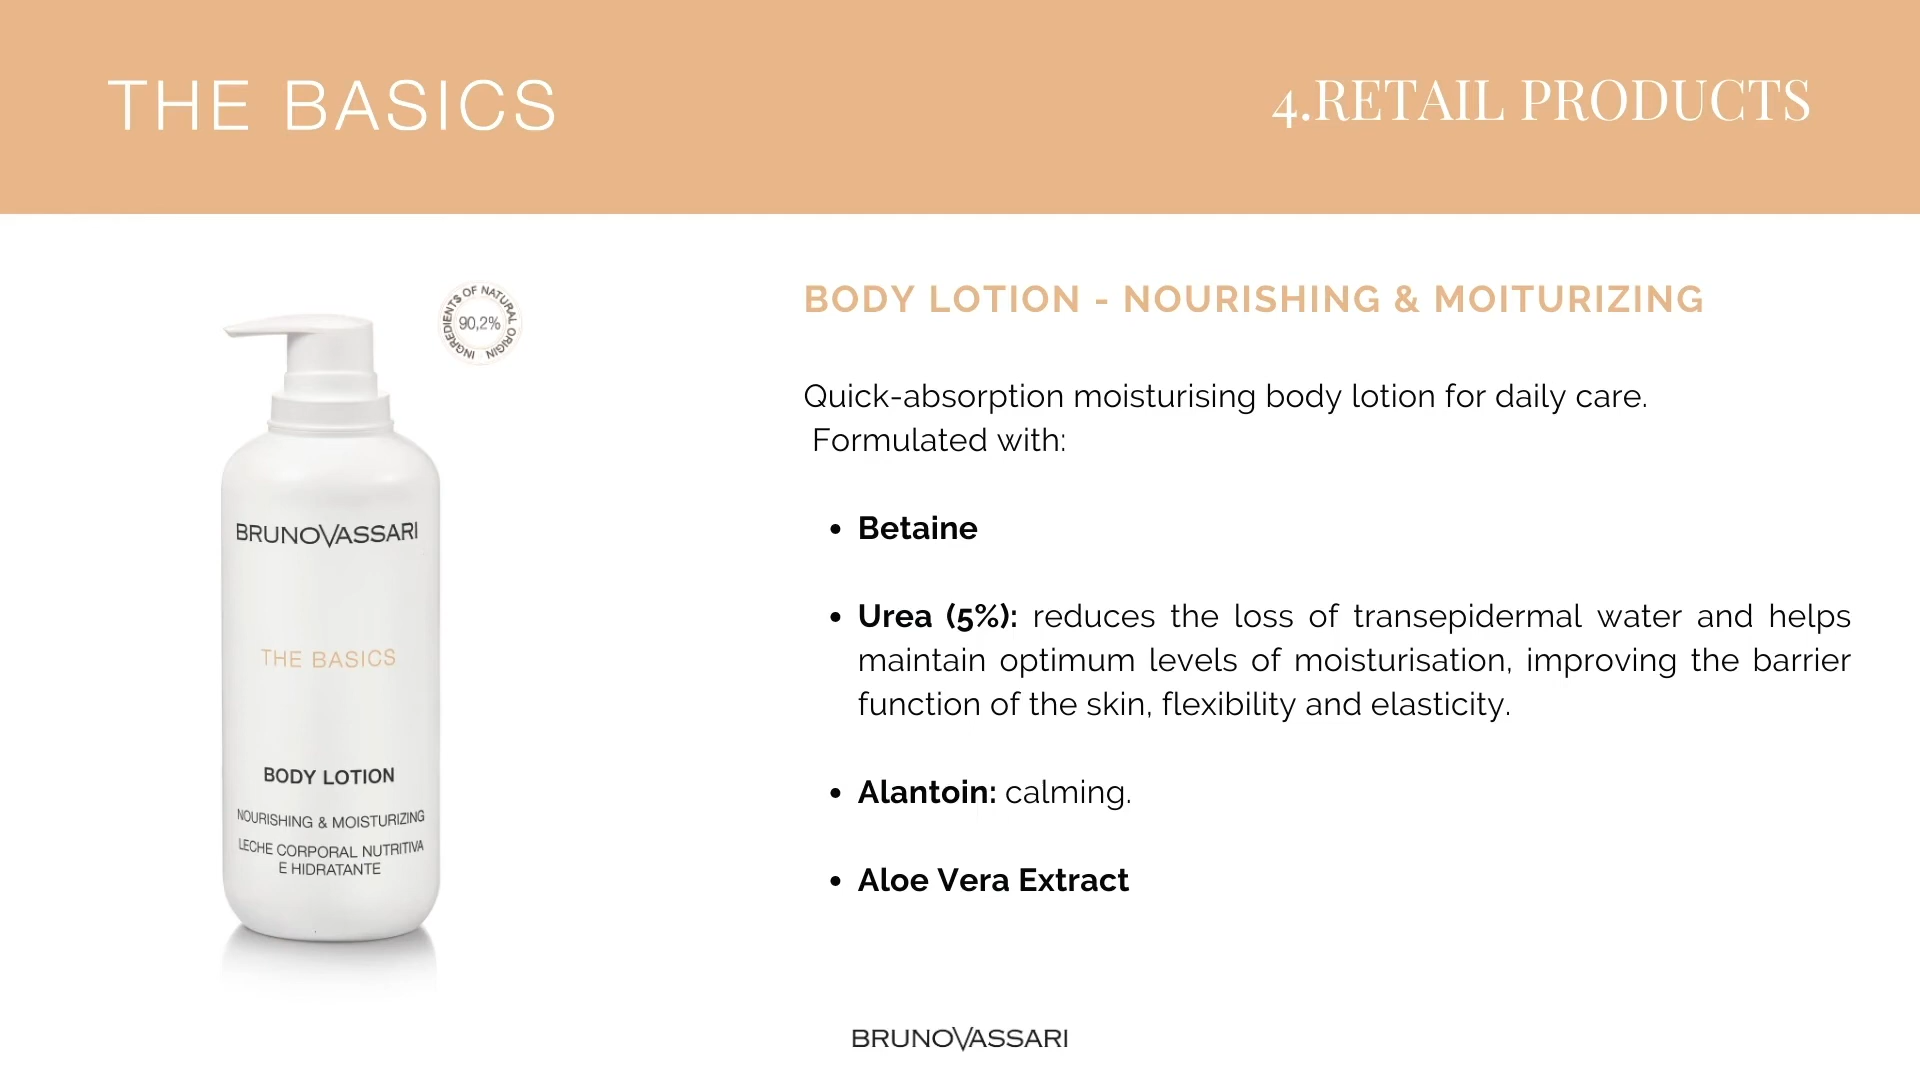 THE BASICS
4.RETAIL PRODUCTS
INGREDIENTS OF NATURAL ORIGIN
90,2%
BRUNOVASSARI
THE BASICS
BODY LOTION
NOURISHING & MOISTURIZING
LECHE CORPORAL NUTRITIVA
E HIDRATANTE
BODY LOTION - NOURISHING & MOITURIZING
Quick-absorption moisturising body lotion for daily care.
Formulated with:
• Betaine
• Urea (5%): reduces the loss of transepidermal water and helps
maintain optimum levels of moisturisation, improving the barrier
function of the skin, flexibility and elasticity.
• Alantoin: calming.
• Aloe Vera Extract
BRUNOVASSARI